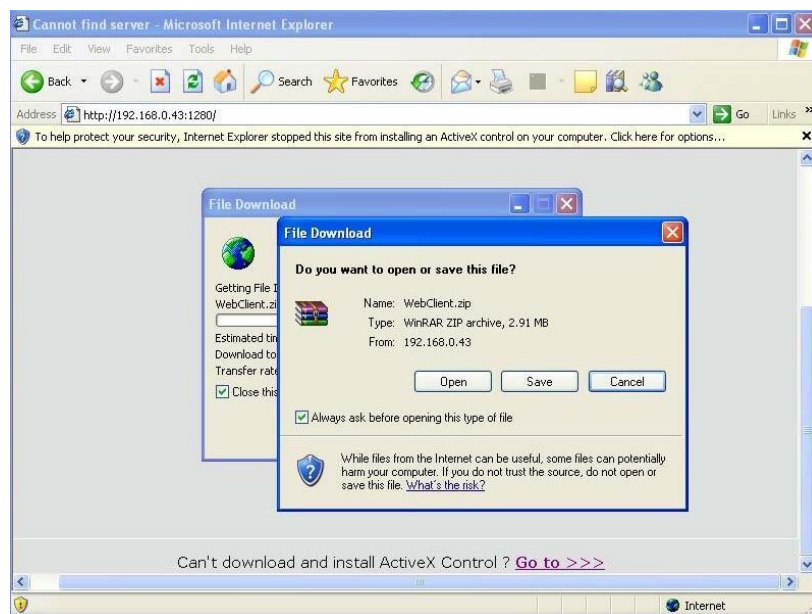 Cannot find server - Microsoft Internet Explorer
File Edit View Favorites Tools Help
Back Search Favorites
Address http://192.168.0.43:1280/ Go Links »
To help protect your security, Internet Explorer stopped this site from installing an ActiveX control on your computer. Click here for options...
File Download
File Download
Do you want to open or save this file?
Getting File
WebClient.zi
Estimated
Download to
Transfer rate
Close this
Name: WebClient.zip
Type: WinRAR ZIP archive, 2.91 MB
From: 192.168.0.43
Open Save Cancel
Always ask before opening this type of file
While files from the Internet can be useful, some files can potentially
harm your computer. If you do not trust the source, do not open or
save this file. What's the risk?
Can't download and install ActiveX Control ? Go to >>>
Internet